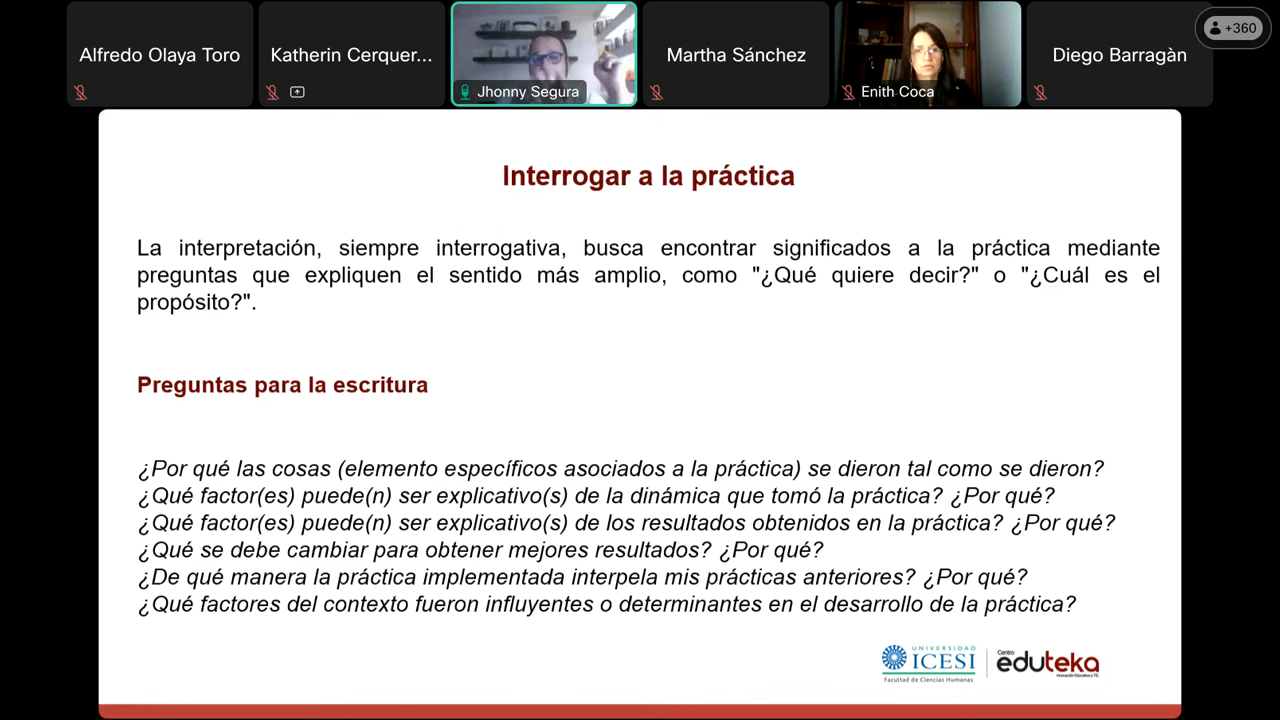 Alfredo Olaya Toro
Katherin Cerquer...
Jhonny Segura
Martha Sánchez
Enith Coca
Diego Barragàn
+360
Interrogar a la práctica
La interpretación, siempre interrogativa, busca encontrar significados a la práctica mediante
preguntas que expliquen el sentido más amplio, como "¿Qué quiere decir?" o "¿Cuál es el
propósito?".
Preguntas para la escritura
¿Por qué las cosas (elemento específicos asociados a la práctica) se dieron tal como se dieron?
¿Qué factor(es) puede(n) ser explicativo(s) de la dinámica que tomó la práctica? ¿Por qué?
¿Qué factor(es) puede(n) ser explicativo(s) de los resultados obtenidos en la práctica? ¿Por qué?
¿Qué se debe cambiar para obtener mejores resultados? ¿Por qué?
¿De qué manera la práctica implementada interpela mis prácticas anteriores? ¿Por qué?
¿Qué factores del contexto fueron influyentes o determinantes en el desarrollo de la práctica?
UNIVERSIDAD
ICESI
Facultad de Ciencias Humanas
Centro
eduteka
Innovación Educativa y TIC